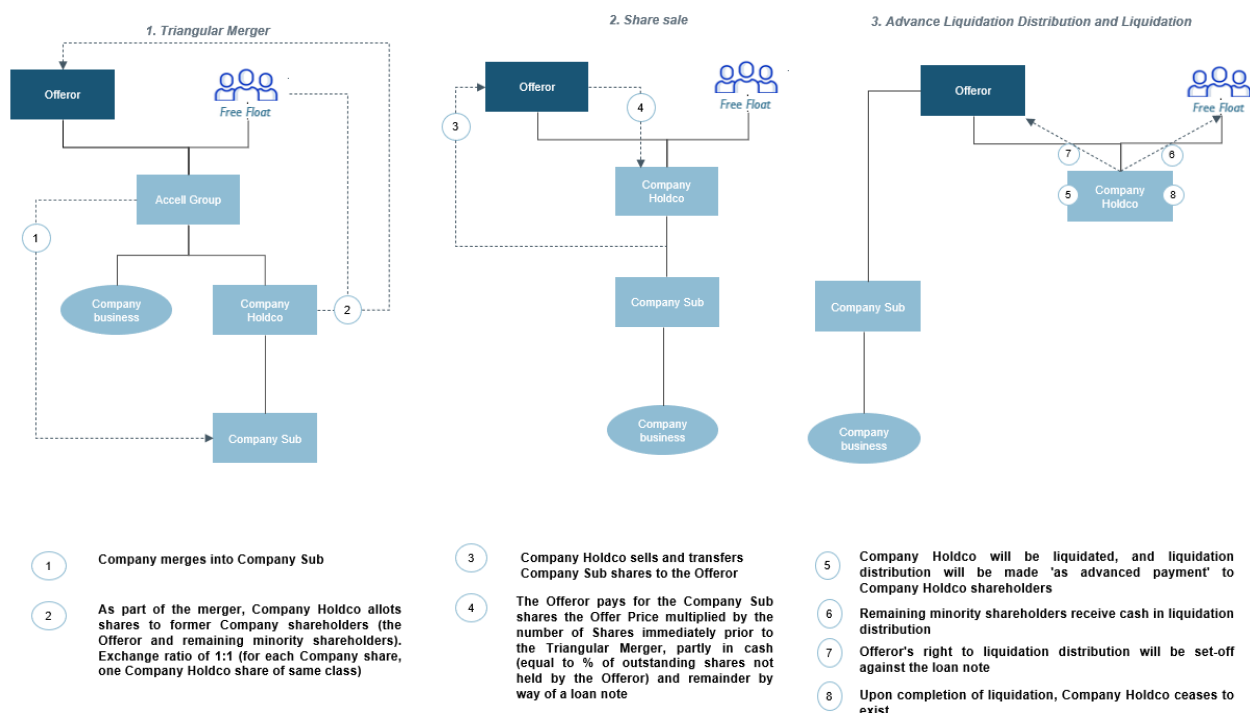 1. Triangular Merger
Offeror
Free Float
Accell Group
1
Company
business
Company
Holdco
2
Company Sub
1
Company merges into Company Sub
2
As part of the merger, Company Holdco allots
shares to former Company shareholders (the
Offeror and remaining minority shareholders).
Exchange ratio of 1:1 (for each Company share,
one Company Holdco share of same class)
2. Share sale
Offeror
Free Float
3
4
Company
Holdco
Company Sub
Company
business
3
Company Holdco sells and transfers
Company Sub shares to the Offeror
4
The Offeror pays for the Company Sub
shares the Offer Price multiplied by the
number of Shares immediately prior to
the Triangular Merger, partly in cash
(equal to % of outstanding shares not
held by the Offeror) and remainder by
way of a loan note
3. Advance Liquidation Distribution and Liquidation
Offeror
Free Float
7
6
5
Company
Holdco
8
Company Sub
Company
business
5
Company Holdco will be liquidated, and liquidation
distribution will be made 'as advanced payment' to
Company Holdco shareholders
6
Remaining minority shareholders receive cash in liquidation
distribution
7
Offeror's right to liquidation distribution will be set-off
against the loan note
8
Upon completion of liquidation, Company Holdco ceases to
exist